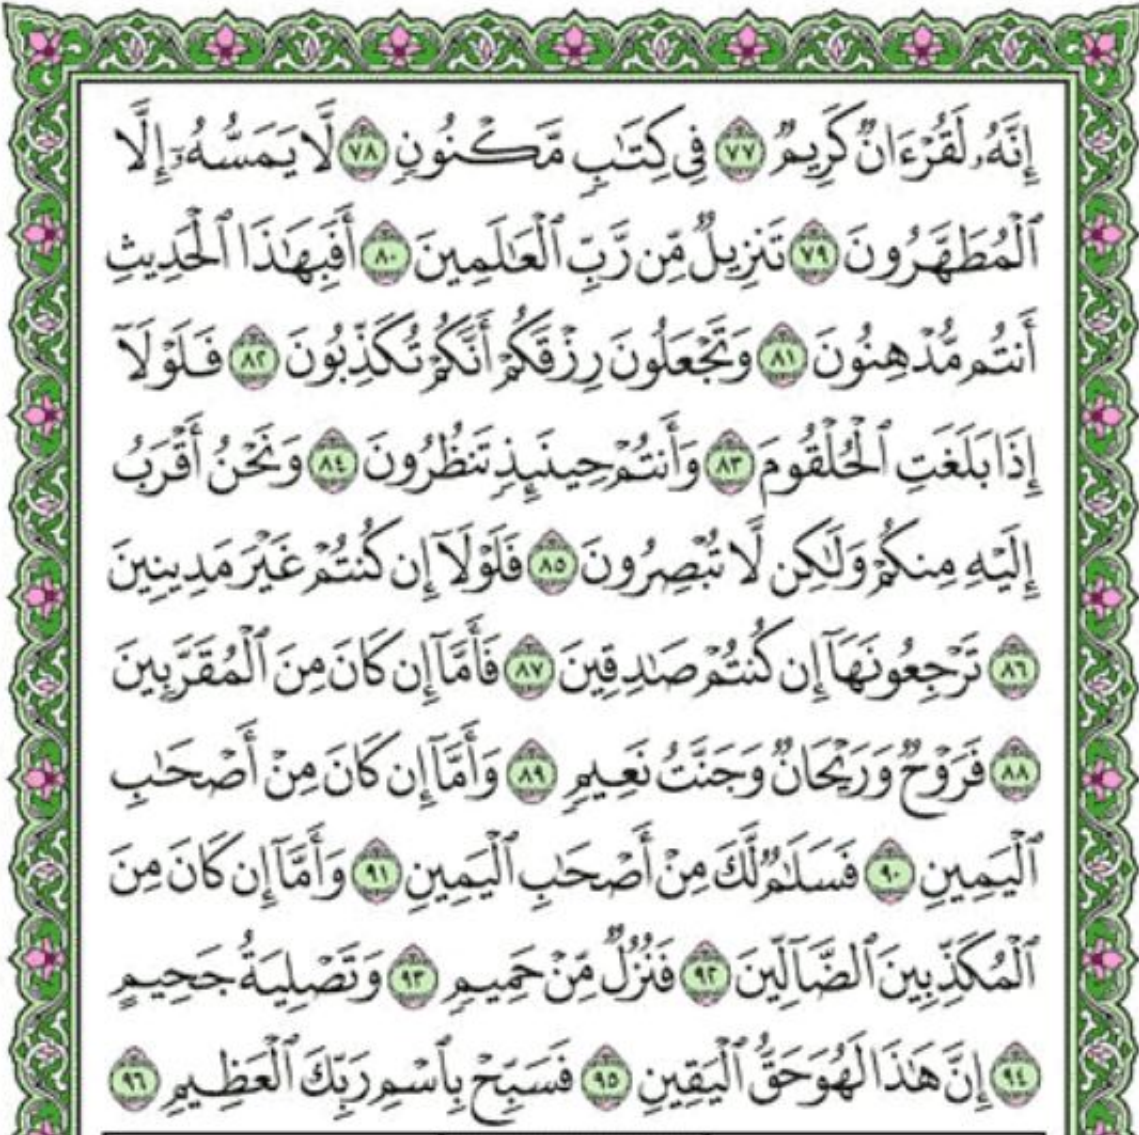 إِنَّهُۥ لَقُرْءَانٌ كَرِيمٌ ٧٧ فِى كِتَٰبٍ مَّكْنُونٍ ٧٨ لَّا يَمَسُّهُۥٓ إِلَّا
ٱلْمُطَهَّرُونَ ٧٩ تَنزِيلٌ مِّن رَّبِّ ٱلْعَٰلَمِينَ ٨٠ أَفَبِهَٰذَا ٱلْحَدِيثِ
أَنتُم مُّدْهِنُونَ ٨١ وَتَجْعَلُونَ رِزْقَكُمْ أَنَّكُمْ تُكَذِّبُونَ ٨٢ فَلَوْلَآ
إِذَا بَلَغَتِ ٱلْحُلْقُومَ ٨٣ وَأَنتُمْ حِينَئِذٍ تَنظُرُونَ ٨٤ وَنَحْنُ أَقْرَبُ
إِلَيْهِ مِنكُمْ وَلَٰكِن لَّا تُبْصِرُونَ ٨٥ فَلَوْلَآ إِن كُنتُمْ غَيْرَ مَدِينِينَ
٨٦ تَرْجِعُونَهَآ إِن كُنتُمْ صَٰدِقِينَ ٨٧ فَأَمَّآ إِن كَانَ مِنَ ٱلْمُقَرَّبِينَ
٨٨ فَرَوْحٌ وَرَيْحَانٌ وَجَنَّتُ نَعِيمٍ ٨٩ وَأَمَّآ إِن كَانَ مِنْ أَصْحَٰبِ
ٱلْيَمِينِ ٩٠ فَسَلَٰمٌ لَّكَ مِنْ أَصْحَٰبِ ٱلْيَمِينِ ٩١ وَأَمَّآ إِن كَانَ مِنَ
ٱلْمُكَذِّبِينَ ٱلضَّآلِّينَ ٩٢ فَنُزُلٌ مِّنْ حَمِيمٍ ٩٣ وَتَصْلِيَةُ جَحِيمٍ
٩٤ إِنَّ هَٰذَا لَهُوَ حَقُّ ٱلْيَقِينِ ٩٥ فَسَبِّحْ بِٱسْمِ رَبِّكَ ٱلْعَظِيمِ ٩٦